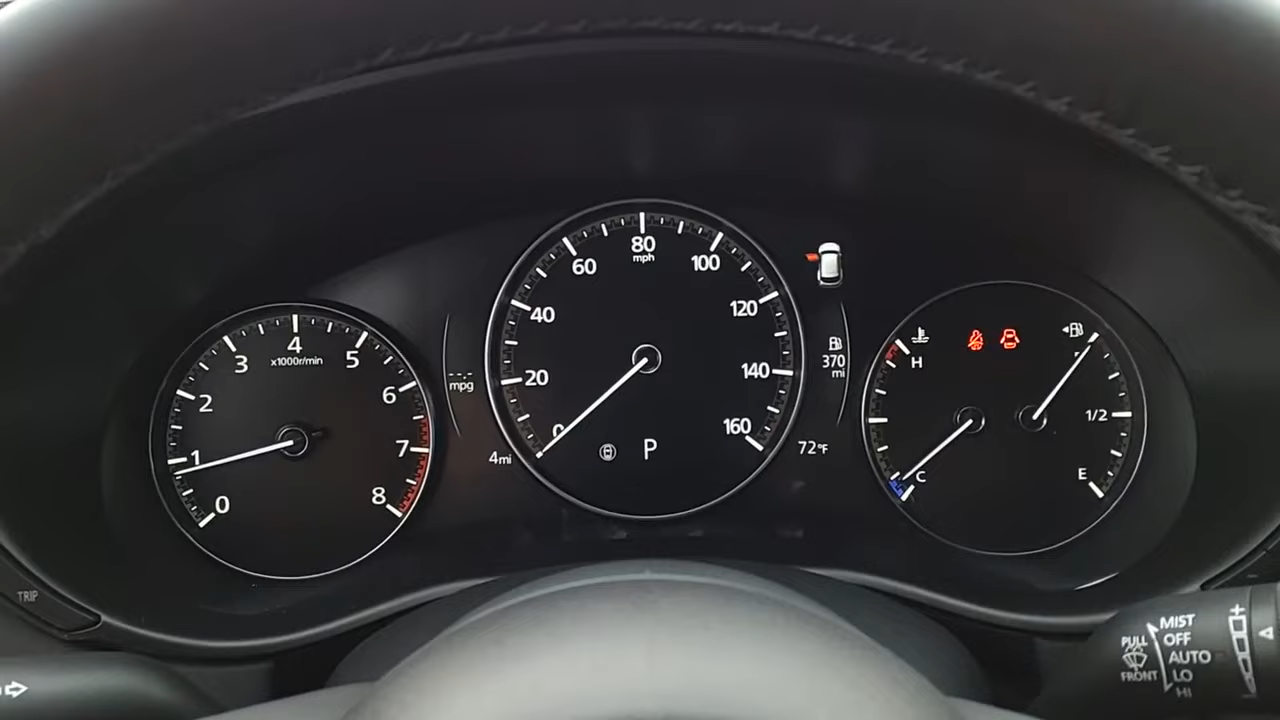 0
1
2
3
4
5
6
7
8
x1000r/min
-.-
mpg
4mi
0
20
40
60
80
mph
100
120
140
160
P
370
mi
72°F
H
C
1/2
E
TRIP
PULL
FRONT
MIST
OFF
AUTO
LO
HI